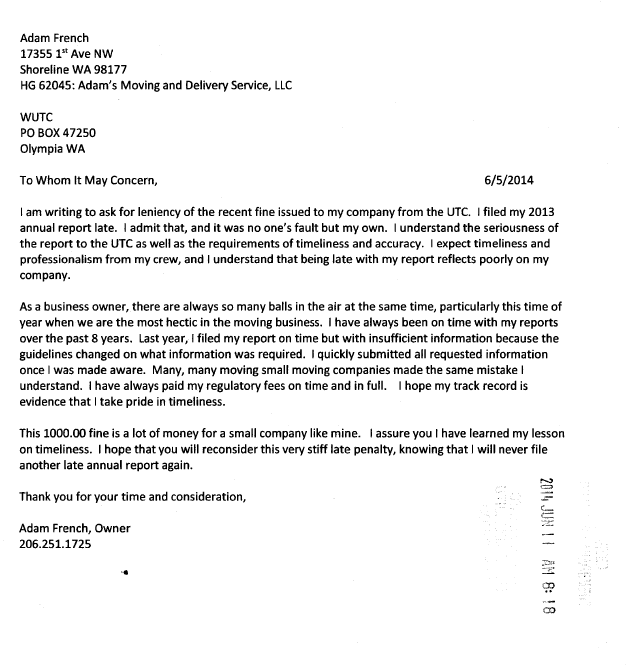 Adam French
17355 1st Ave NW
Shoreline WA 98177
HG 62045: Adam's Moving and Delivery Service, LLC
WUTC
PO BOX 47250
Olympia WA
To Whom It May Concern, 6/5/2014
I am writing to ask for leniency of the recent fine issued to my company from the UTC. I filed my 2013
annual report late. I admit that, and it was no one's fault but my own. I understand the seriousness of
the report to the UTC as well as the requirements of timeliness and accuracy. I expect timeliness and
professionalism from my crew, and I understand that being late with my report reflects poorly on my
company.
As a business owner, there are always so many balls in the air at the same time, particularly this time of
year when we are the most hectic in the moving business. I have always been on time with my reports
over the past 8 years. Last year, I filed my report on time but with insufficient information because the
guidelines changed on what information was required. I quickly submitted all requested information
once I was made aware. Many, many moving small moving companies made the same mistake I
understand. I have always paid my regulatory fees on time and in full. I hope my track record is
evidence that I take pride in timeliness.
This 1000.00 fine is a lot of money for a small company like mine. I assure you I have learned my lesson
on timeliness. I hope that you will reconsider this very stiff late penalty, knowing that I will never file
another late annual report again.
Thank you for your time and consideration,
Adam French, Owner
206.251.1725
2014 JUN 11 AM 8:18